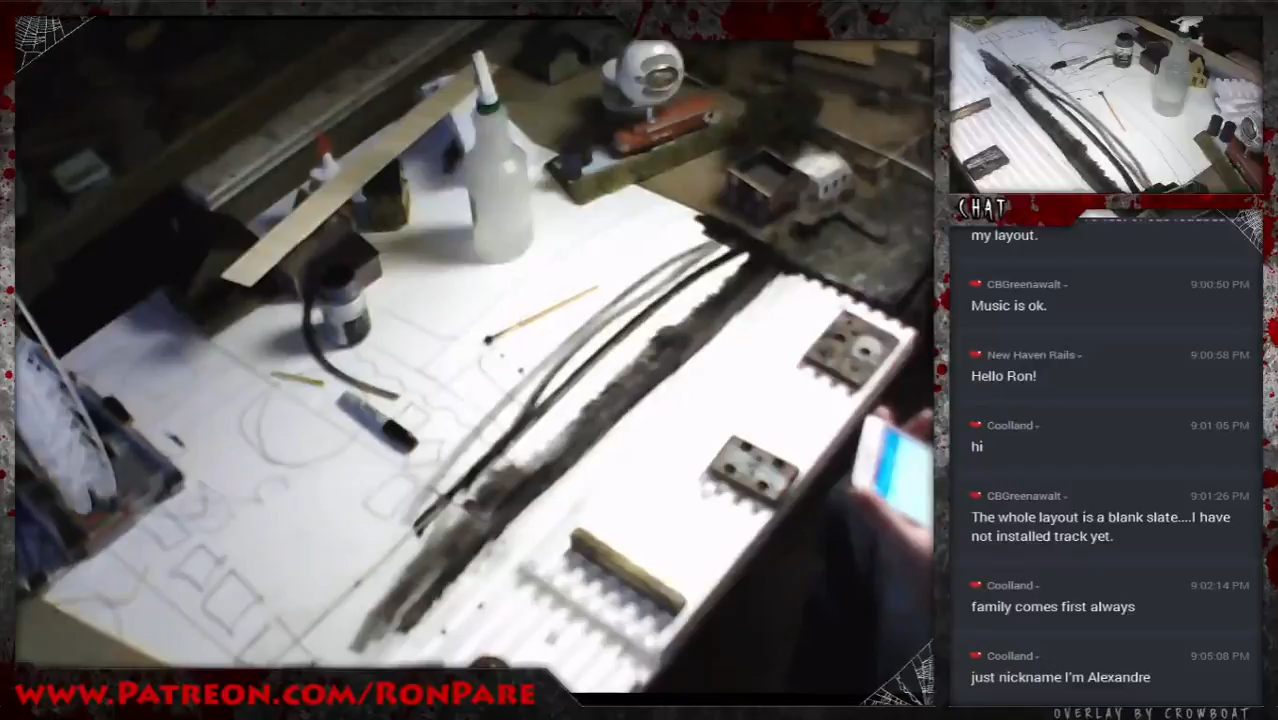 CHAT
my layout.
CBGreenawalt
9:00:50 PM
Music is ok.
New Haven Rails
9:00:58 PM
Hello Ron!
Coolland
9:01:05 PM
hi
CBGreenawalt
9:01:26 PM
The whole layout is a blank slate....I have
not installed track yet.
Coolland
9:02:14 PM
family comes first always
Coolland
9:05:08 PM
just nickname I'm Alexandre
www.Patreon.com/RonPare
OVERLAY BY CROWBOAT